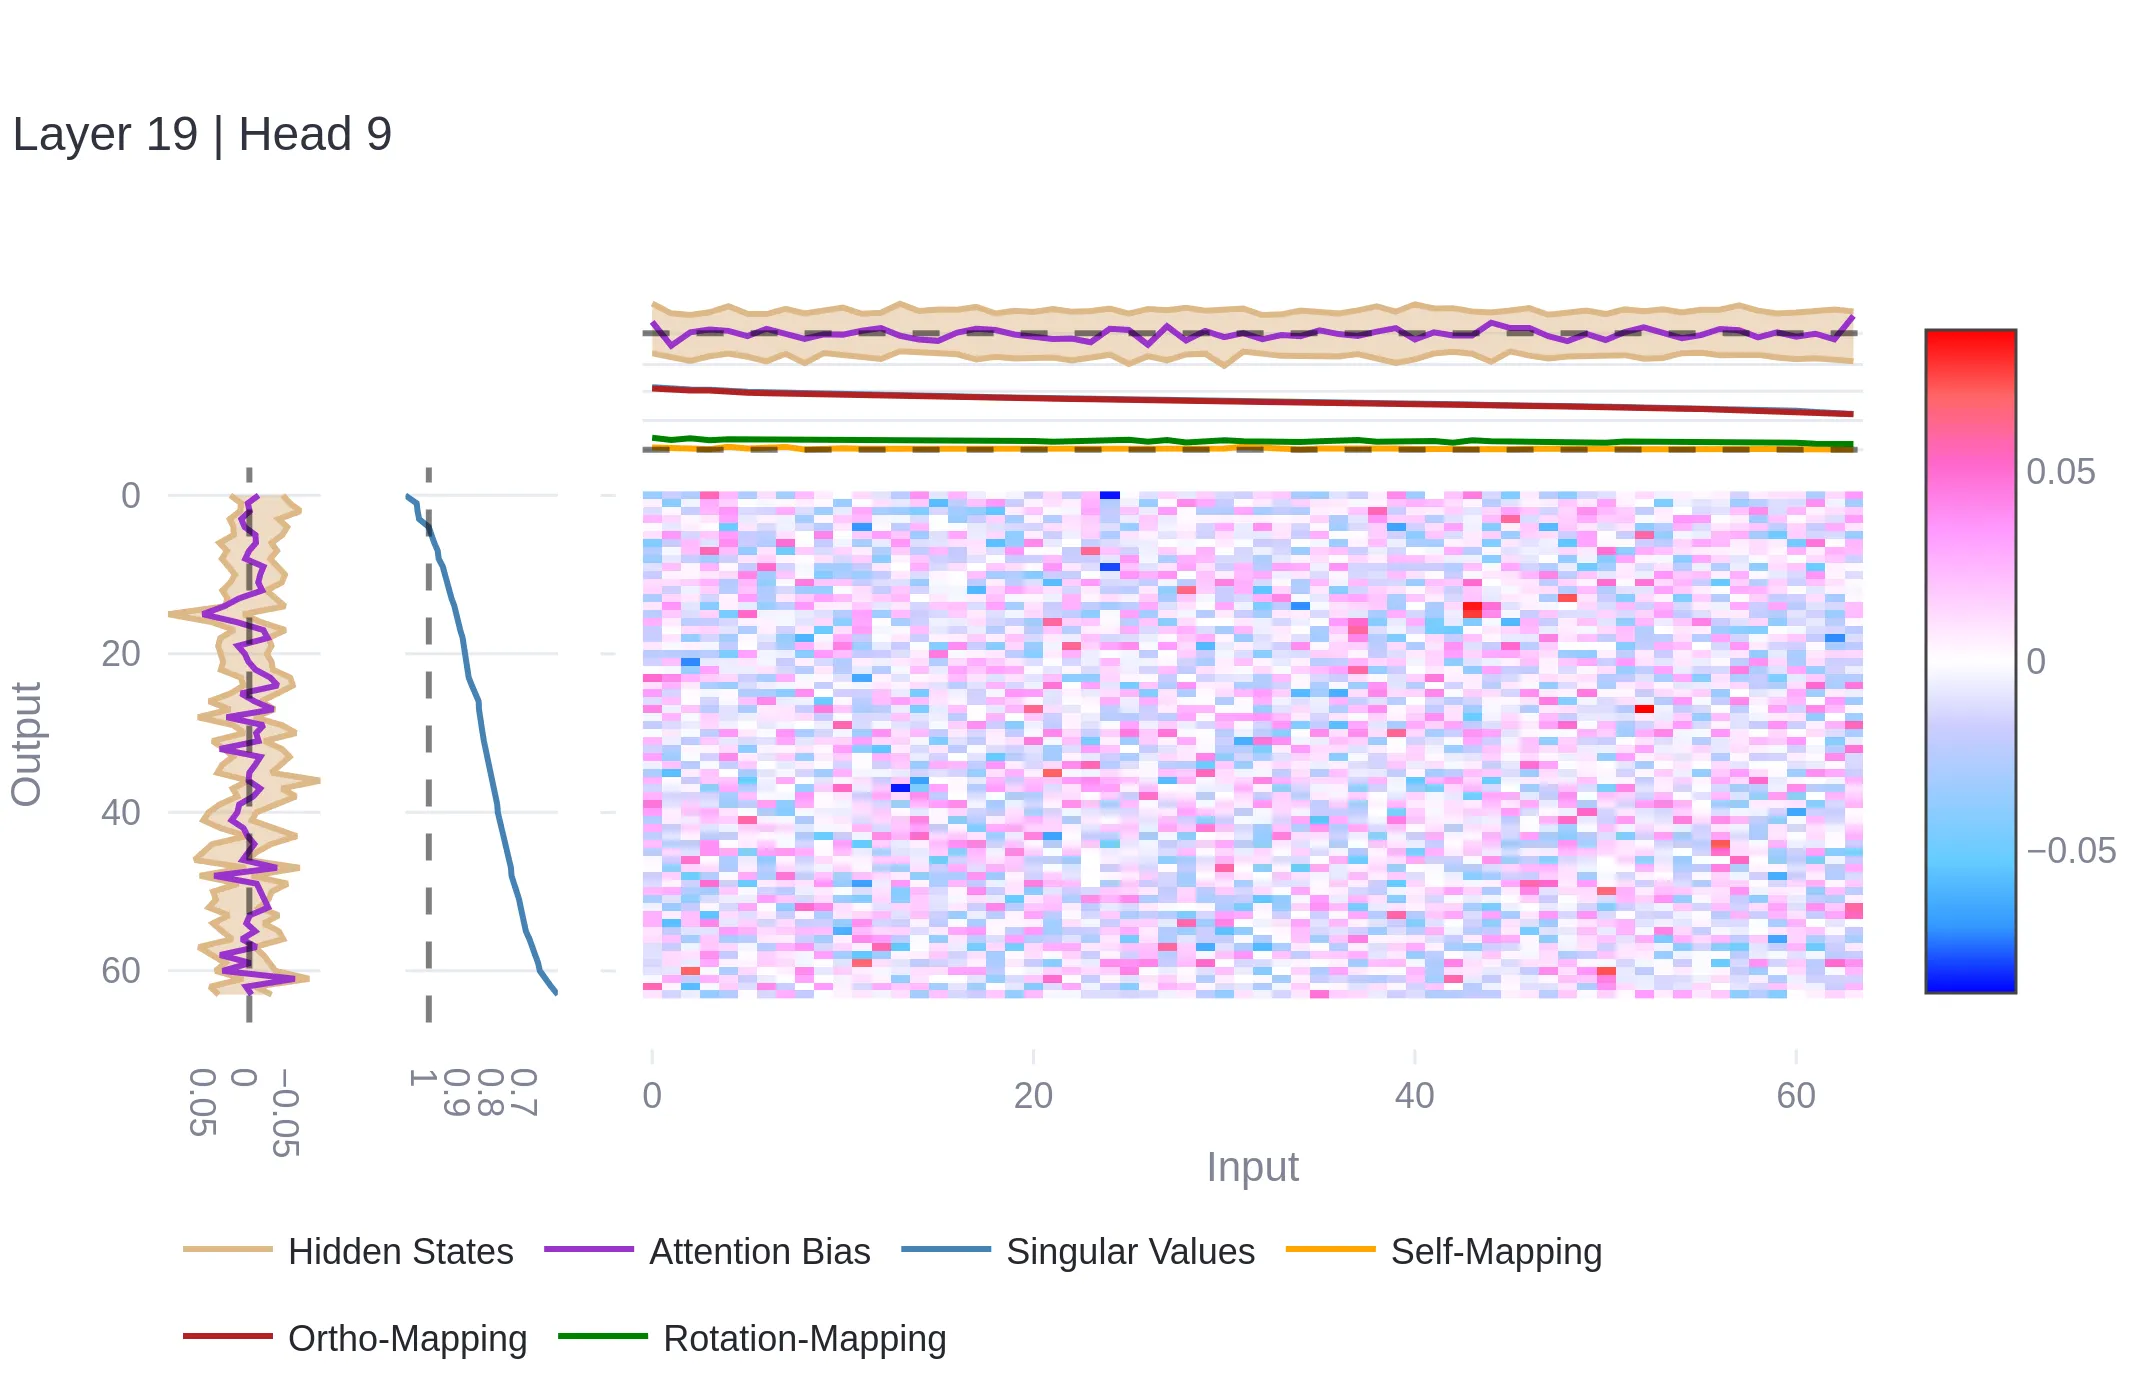 Layer 19 | Head 9
0
20
40
60
Output
0.05
0
−0.05
1
0.9
0.8
0.7
0
20
40
60
Input
0.05
0
−0.05
Hidden States
Attention Bias
Singular Values
Self-Mapping
Ortho-Mapping
Rotation-Mapping